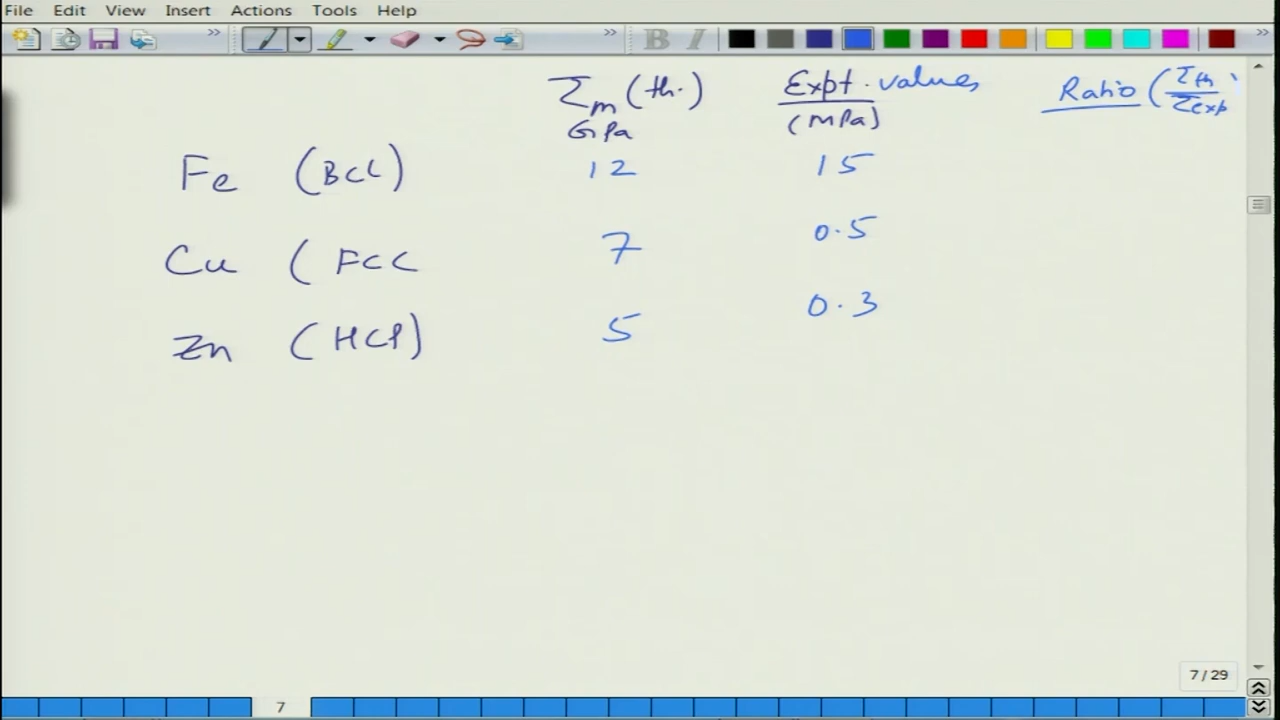 File Edit View Insert Actions Tools Help
B I
τm (th.) Expt. values Ratio (τth / τexp
GPa (MPa)
Fe (BCC) 12 15
Cu ( FCC 7 0.5
Zn (HCP) 5 0.3
7 / 29
7